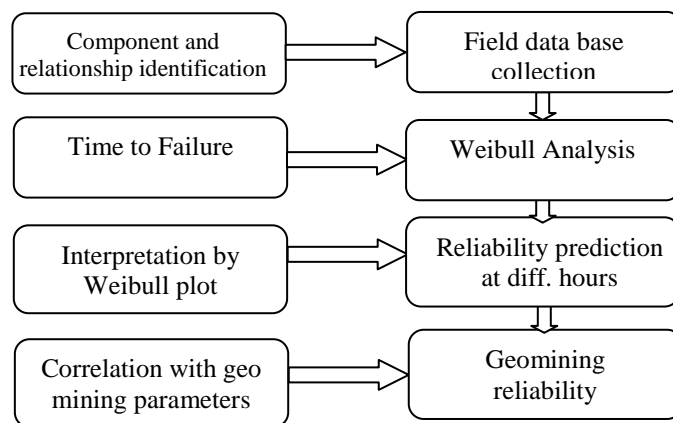 Component and
relationship identification
Field data base
collection
Time to Failure
Weibull Analysis
Interpretation by
Weibull plot
Reliability prediction
at diff. hours
Correlation with geo
mining parameters
Geomining
reliability